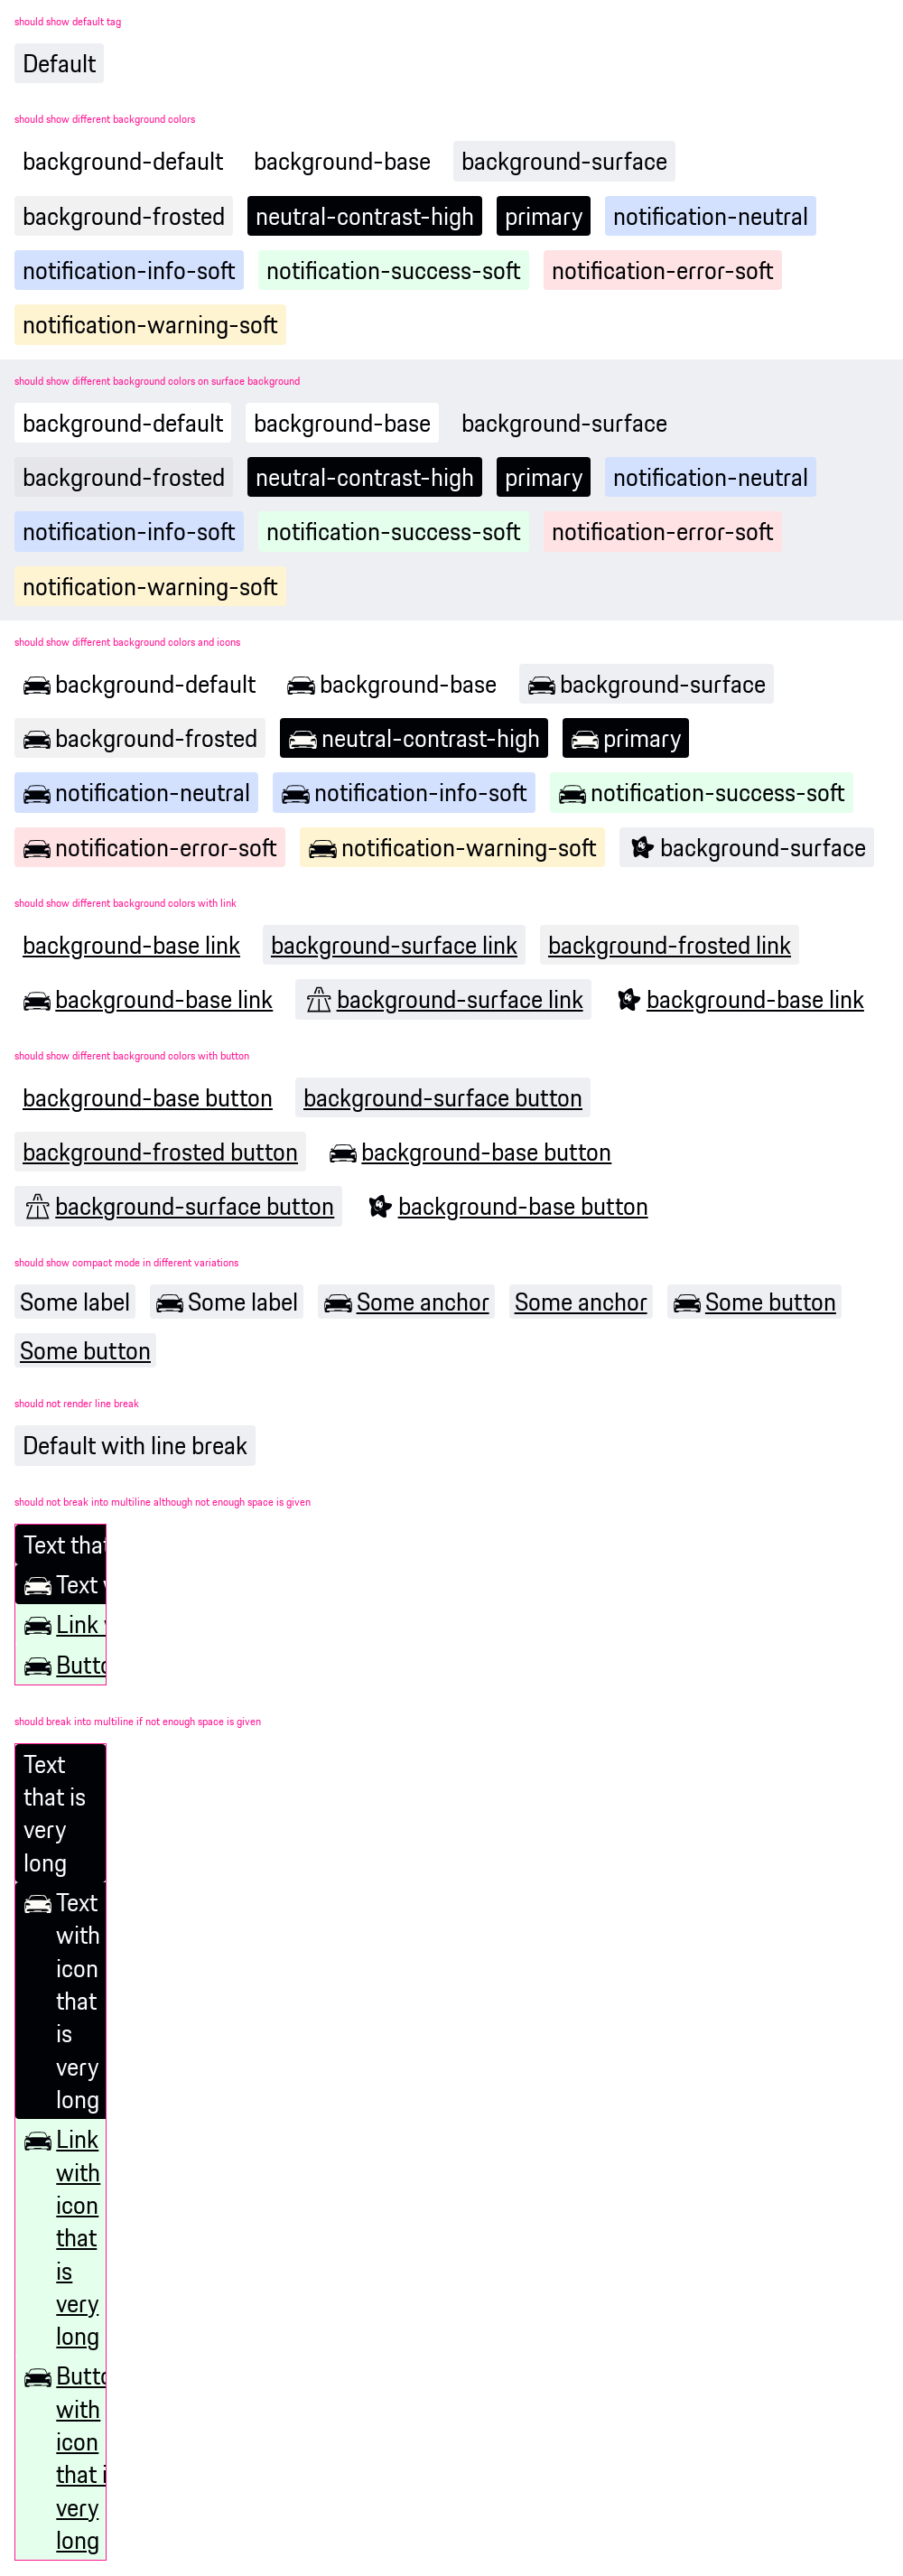 should show default tag
Default
should show different background colors
background-default background-base background-surface
background-frosted neutral-contrast-high primary notification-neutral
notification-info-soft notification-success-soft notification-error-soft
notification-warning-soft
should show different background colors on surface background
background-default background-base background-surface
background-frosted neutral-contrast-high primary notification-neutral
notification-info-soft notification-success-soft notification-error-soft
notification-warning-soft
should show different background colors and icons
background-default background-base background-surface
background-frosted neutral-contrast-high primary
notification-neutral notification-info-soft notification-success-soft
notification-error-soft notification-warning-soft background-surface
should show different background colors with link
background-base link background-surface link background-frosted link
background-base link background-surface link background-base link
should show different background colors with button
background-base button background-surface button
background-frosted button background-base button
background-surface button background-base button
should show compact mode in different variations
Some label Some label Some anchor Some anchor Some button
Some button
should not render line break
Default with line break
should not break into multiline although not enough space is given
Text that
Text
Link
Butto
should break into multiline if not enough space is given
Text
that is
very
long
Text
with
icon
that
is
very
long
Link
with
icon
that
is
very
long
Butto
with
icon
that i
very
long